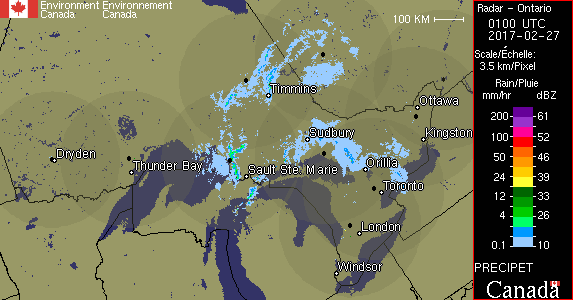 Environment Environnement
Canada Canada
100 KM
Timmins
Ottawa
Sudbury
Kingston
Dryden
Thunder Bay
Sault Ste. Marie
Orillia
Toronto
London
Windsor
Radar - Ontario
0100 UTC
2017-02-27
Scale/Échelle:
3.5 km/Pixel
Rain/Pluie
mm/hr dBZ
200 61
100 52
50 46
24 39
12 33
4 26
0.1 10
PRECIPET
Canada